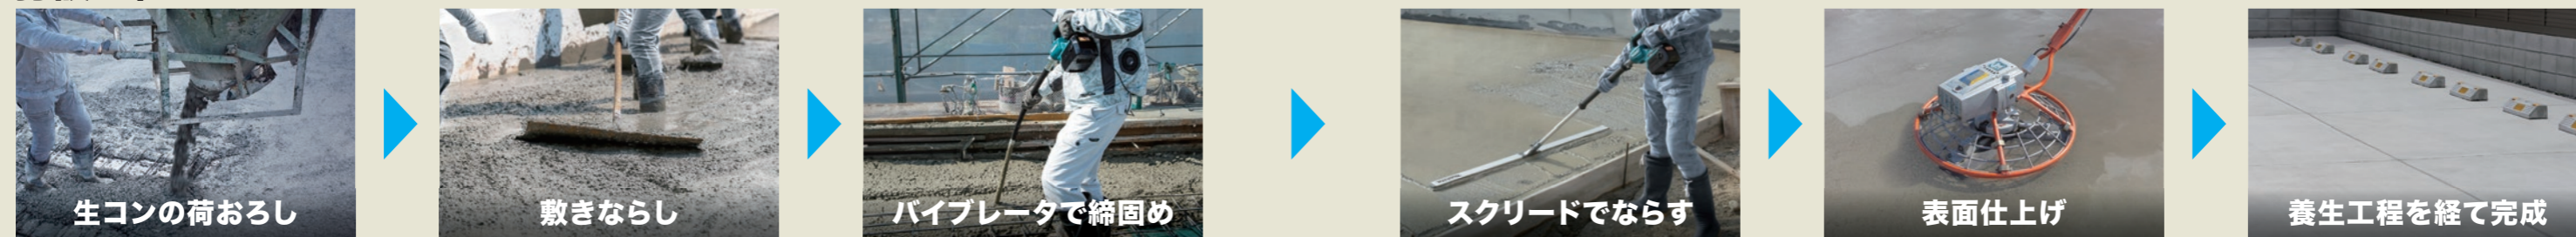 生コンの荷おろし
敷きならし
バイブレータで締固め
スクリードでならす
表面仕上げ
養生工程を経て完成